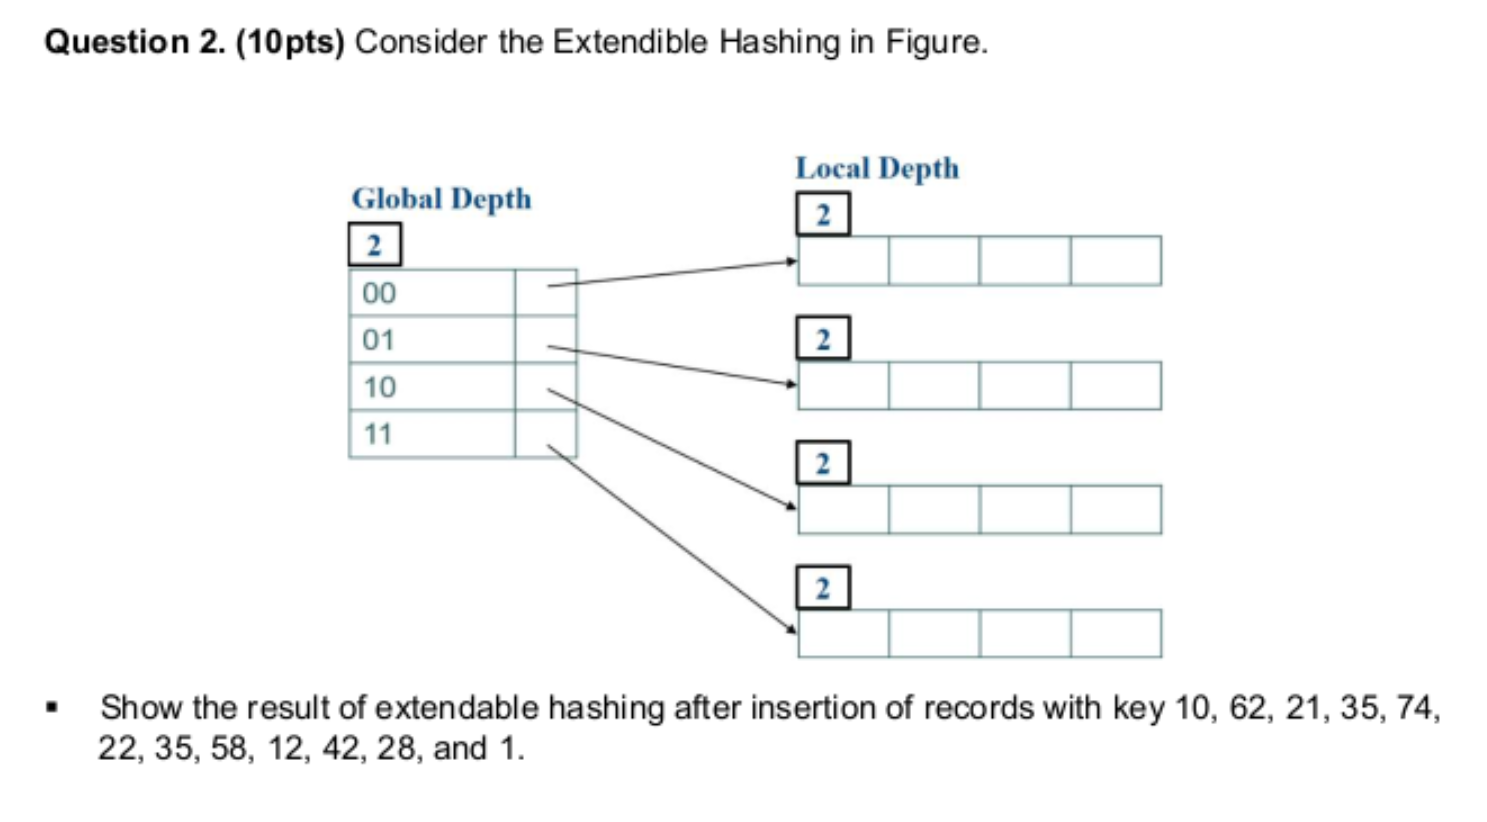 Question 2. (10pts) Consider the Extendible Hashing in Figure.
Local Depth
Global Depth
2
2
00
01
10
11
2
2
2
▪ Show the result of extendable hashing after insertion of records with key 10, 62, 21, 35, 74,
22, 35, 58, 12, 42, 28, and 1.